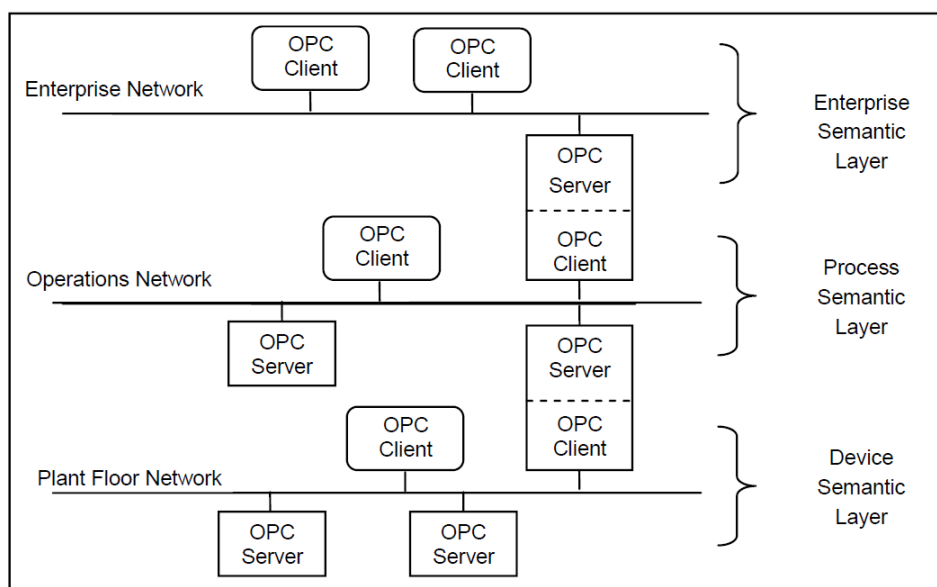 OPC
Client
OPC
Client
Enterprise Network
Enterprise
Semantic
Layer
OPC
Server
OPC
Client
OPC
Client
Operations Network
Process
Semantic
Layer
OPC
Server
OPC
Server
OPC
Client
OPC
Client
Plant Floor Network
Device
Semantic
Layer
OPC
Server
OPC
Server